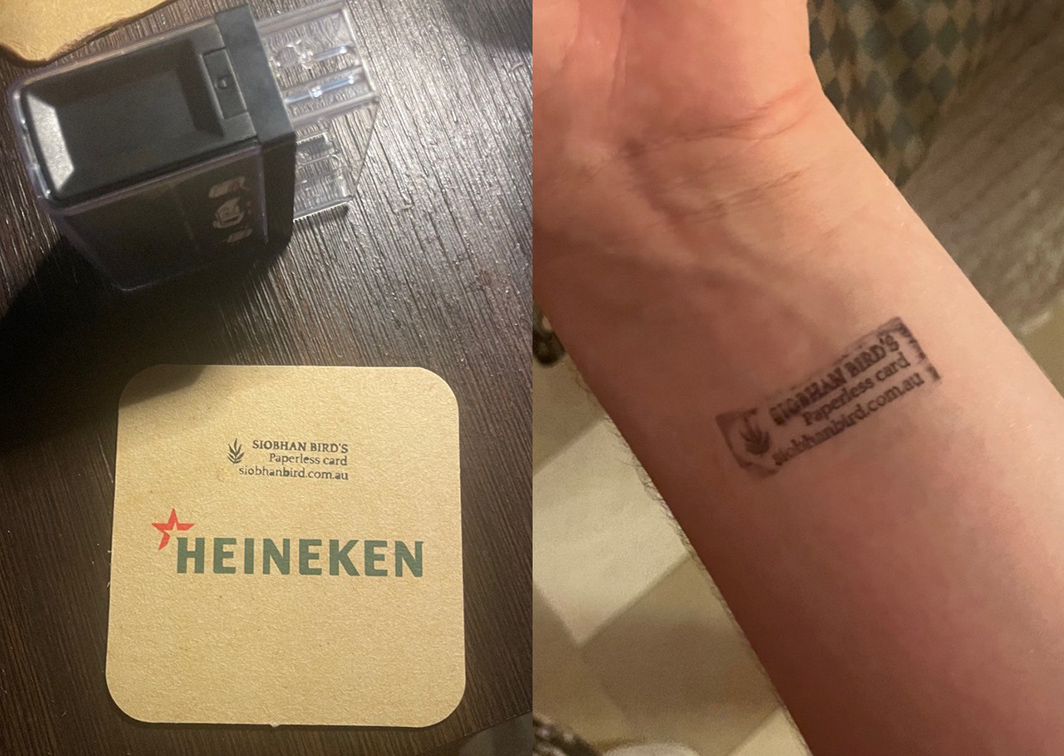 SIOBHAN BIRD'S
Paperless card
siobhanbird.com.au
HEINEKEN
SIOBHAN BIRD'S
Paperless card
siobhanbird.com.au